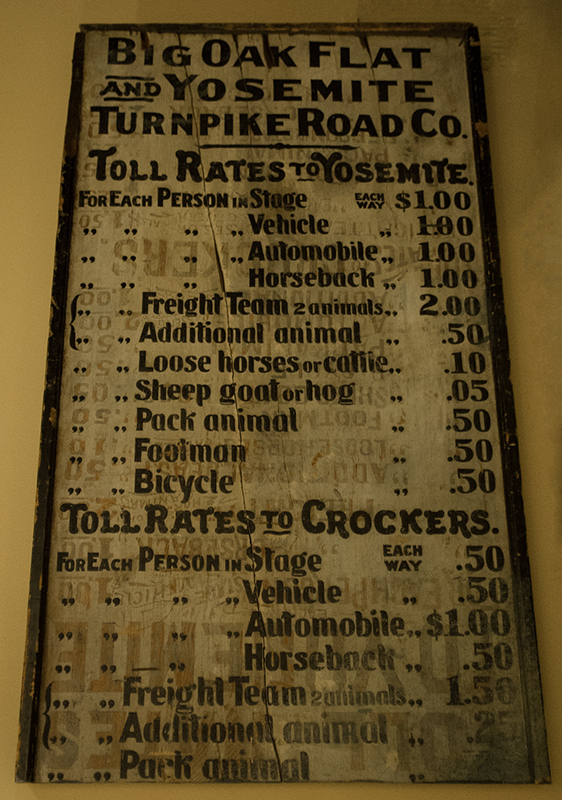 BIG OAK FLAT
AND YOSEMITE
TURNPIKE ROAD CO.
TOLL RATES TO YOSEMITE.
FOR EACH PERSON IN Stage EACH WAY $1.00
„ „ „ „ Vehicle „ 1.00
„ „ „ „ Automobile „ 1.00
„ „ „ Horseback „ 1.00
{ „ „ Freight Team 2 animals „ 2.00
{ „ „ Additional animal „ .50
„ „ Loose horses or cattle „ .10
„ „ Sheep goat or hog „ .05
„ „ Pack animal „ .50
„ „ Footman „ .50
„ „ Bicycle „ .50
TOLL RATES TO CROCKERS.
FOR EACH PERSON IN Stage EACH WAY .50
„ „ „ „ Vehicle „ .50
„ „ „ „ Automobile „ $1.00
„ „ — „ Horseback „ .50
{ „ „ Freight Team 2 animals „ 1.50
{ „ „ Additional animal „ .25
„ „ Pack animal „